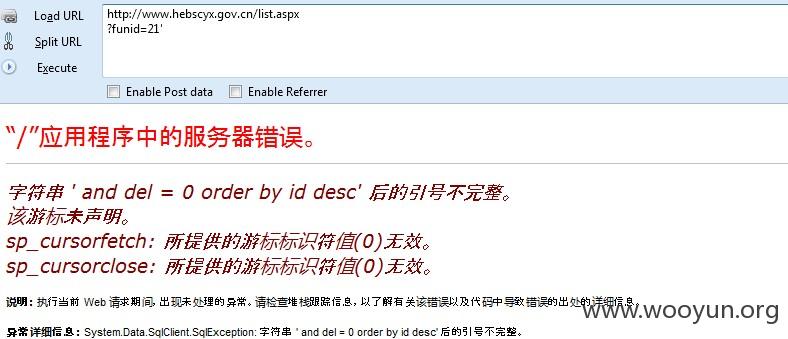 Load URL
http://www.hebscyx.gov.cn/list.aspx
?funid=21'
Split URL
Execute
Enable Post data
Enable Referrer
“/”应用程序中的服务器错误。
字符串 ' and del = 0 order by id desc' 后的引号不完整。
该游标未声明。
sp_cursorfetch: 所提供的游标标识符值(0)无效。
sp_cursorclose: 所提供的游标标识符值(0)无效。
说明: 执行当前 Web 请求期间，出现未处理的异常。请检查堆栈跟踪信息，以了解有关该错误以及代码中导致错误的出处的详细信息。
www.wooyun.org
异常详细信息: System.Data.SqlClient.SqlException: 字符串 ' and del = 0 order by id desc' 后的引号不完整。